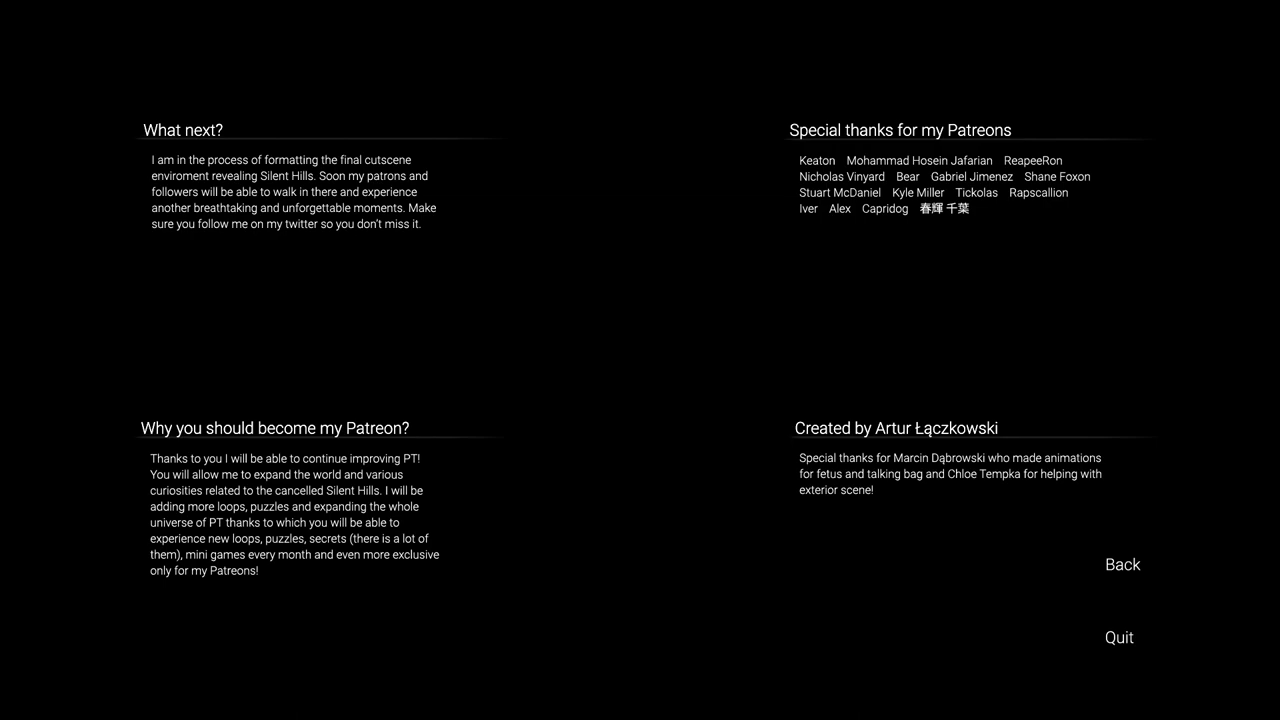 What next?
I am in the process of formatting the final cutscene
enviroment revealing Silent Hills. Soon my patrons and
followers will be able to walk in there and experience
another breathtaking and unforgettable moments. Make
sure you follow me on my twitter so you don't miss it.
Special thanks for my Patreons
Keaton Mohammad Hosein Jafarian ReapeeRon
Nicholas Vinyard Bear Gabriel Jimenez Shane Foxon
Stuart McDaniel Kyle Miller Tickolas Rapscallion
Iver Alex Capridog 春輝 千葉
Why you should become my Patreon?
Thanks to you I will be able to continue improving PT!
You will allow me to expand the world and various
curiosities related to the cancelled Silent Hills. I will be
adding more loops, puzzles and expanding the whole
universe of PT thanks to which you will be able to
experience new loops, puzzles, secrets (there is a lot of
them), mini games every month and even more exclusive
only for my Patreons!
Created by Artur Łączkowski
Special thanks for Marcin Dąbrowski who made animations
for fetus and talking bag and Chloe Tempka for helping with
exterior scene!
Back
Quit